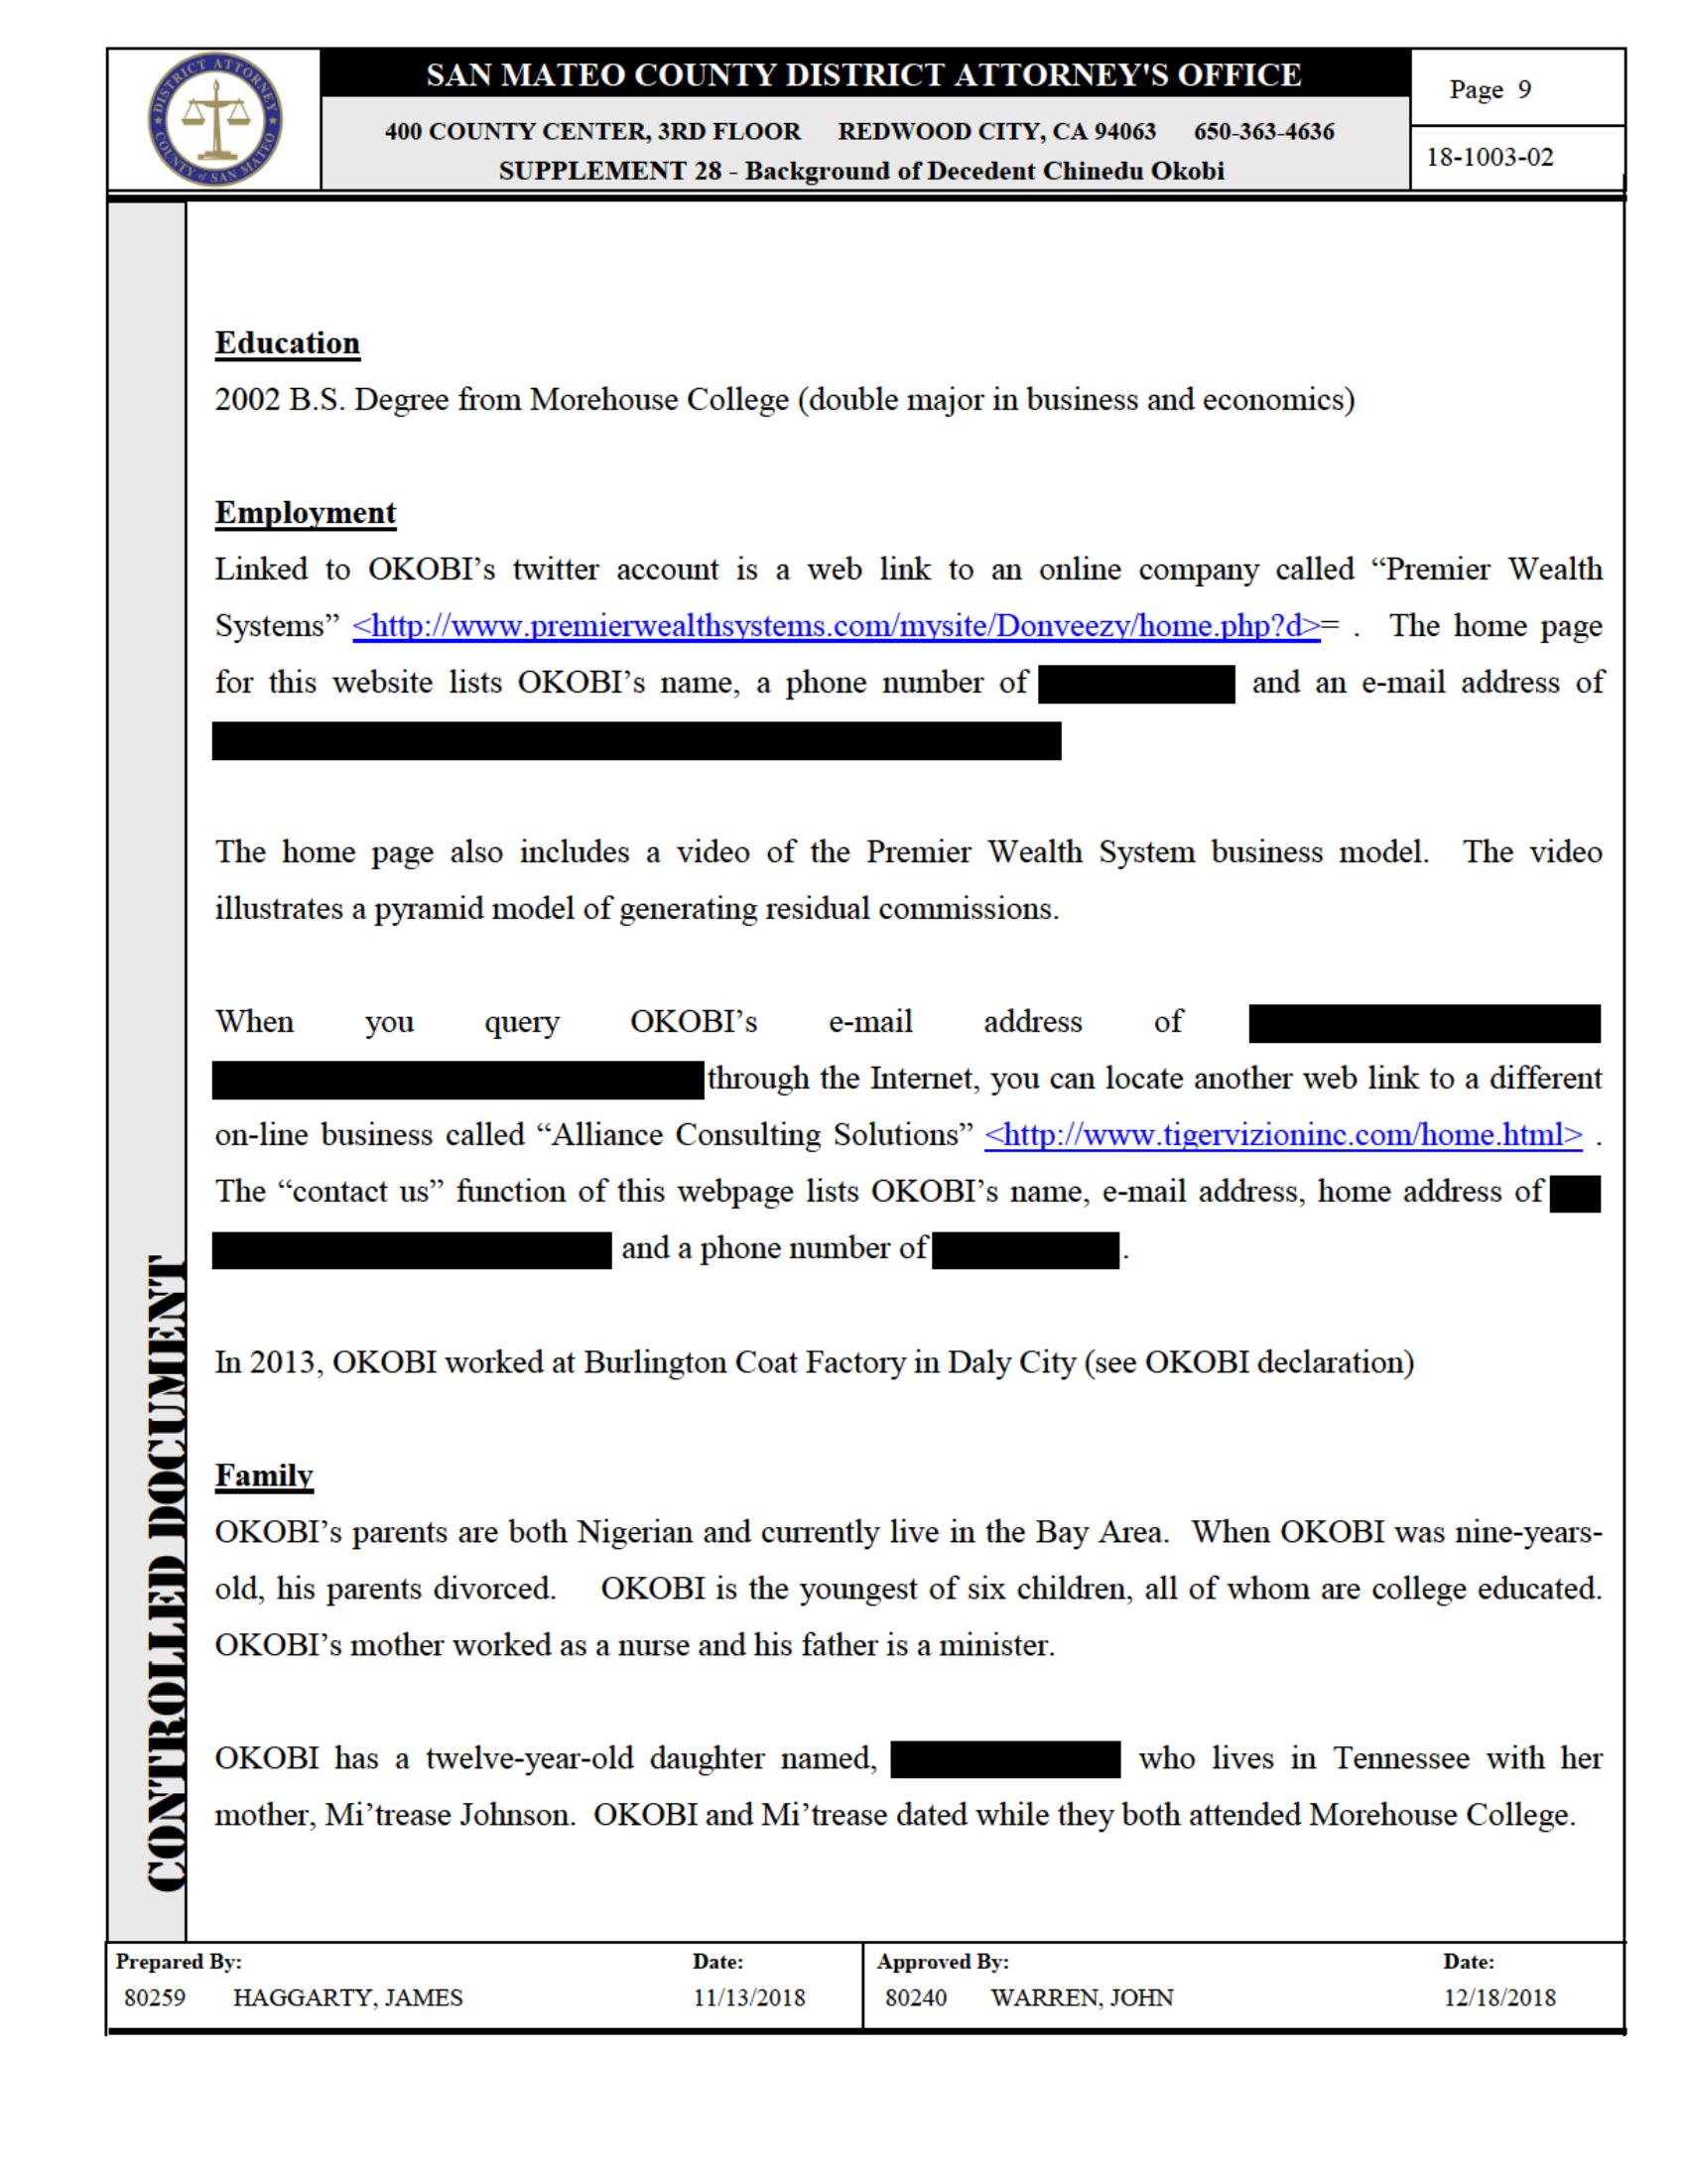 DISTRICT ATTORNEY
COUNTY of SAN MATEO
SAN MATEO COUNTY DISTRICT ATTORNEY'S OFFICE
400 COUNTY CENTER, 3RD FLOOR REDWOOD CITY, CA 94063 650-363-4636
SUPPLEMENT 28 - Background of Decedent Chinedu Okobi
Page 9
18-1003-02
Education
2002 B.S. Degree from Morehouse College (double major in business and economics)
Employment
Linked to OKOBI’s twitter account is a web link to an online company called “Premier Wealth
Systems” <http://www.premierwealthsystems.com/mysite/Donveezy/home.php?d>= . The home page
for this website lists OKOBI’s name, a phone number of and an e-mail address of
The home page also includes a video of the Premier Wealth System business model. The video
illustrates a pyramid model of generating residual commissions.
When you query OKOBI’s e-mail address of
through the Internet, you can locate another web link to a different
on-line business called “Alliance Consulting Solutions” <http://www.tigervizioninc.com/home.html> .
The “contact us” function of this webpage lists OKOBI’s name, e-mail address, home address of
and a phone number of .
In 2013, OKOBI worked at Burlington Coat Factory in Daly City (see OKOBI declaration)
Family
OKOBI’s parents are both Nigerian and currently live in the Bay Area. When OKOBI was nine-years-
old, his parents divorced. OKOBI is the youngest of six children, all of whom are college educated.
OKOBI’s mother worked as a nurse and his father is a minister.
OKOBI has a twelve-year-old daughter named, who lives in Tennessee with her
mother, Mi’trease Johnson. OKOBI and Mi’trease dated while they both attended Morehouse College.
CONTROLLED DOCUMENT
Prepared By: Date: Approved By: Date:
80259 HAGGARTY, JAMES 11/13/2018 80240 WARREN, JOHN 12/18/2018